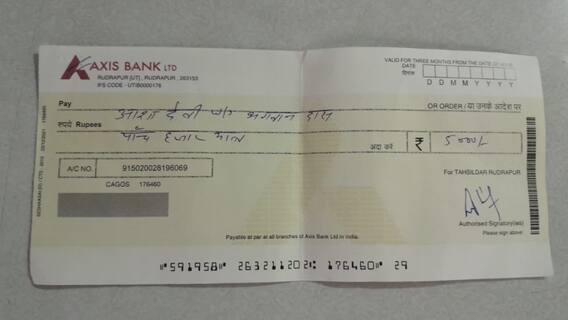 AXIS BANK LTD
RUDRAPUR [UT], RUDRAPUR, 263153
IFS CODE - UTIB0000176
VALID FOR THREE MONTHS FROM THE DATE OF ISSUE
दिनांक
D D M M Y Y Y Y
Pay आशा देवी भगवान दास OR ORDER / या उनके आदेश पर
रुपये Rupees पाँच हजार मात्र
अदा करें ₹ 5000/-
A/C NO. 915020028196069
CAGOS 176460
For TAHSILDAR RUDRAPUR
Authorised Signatory(ies)
Please sign above
Payable at par at all branches of Axis Bank Ltd in India.
⑈591958⑈ 263211202⑆ 176460⑈ 29